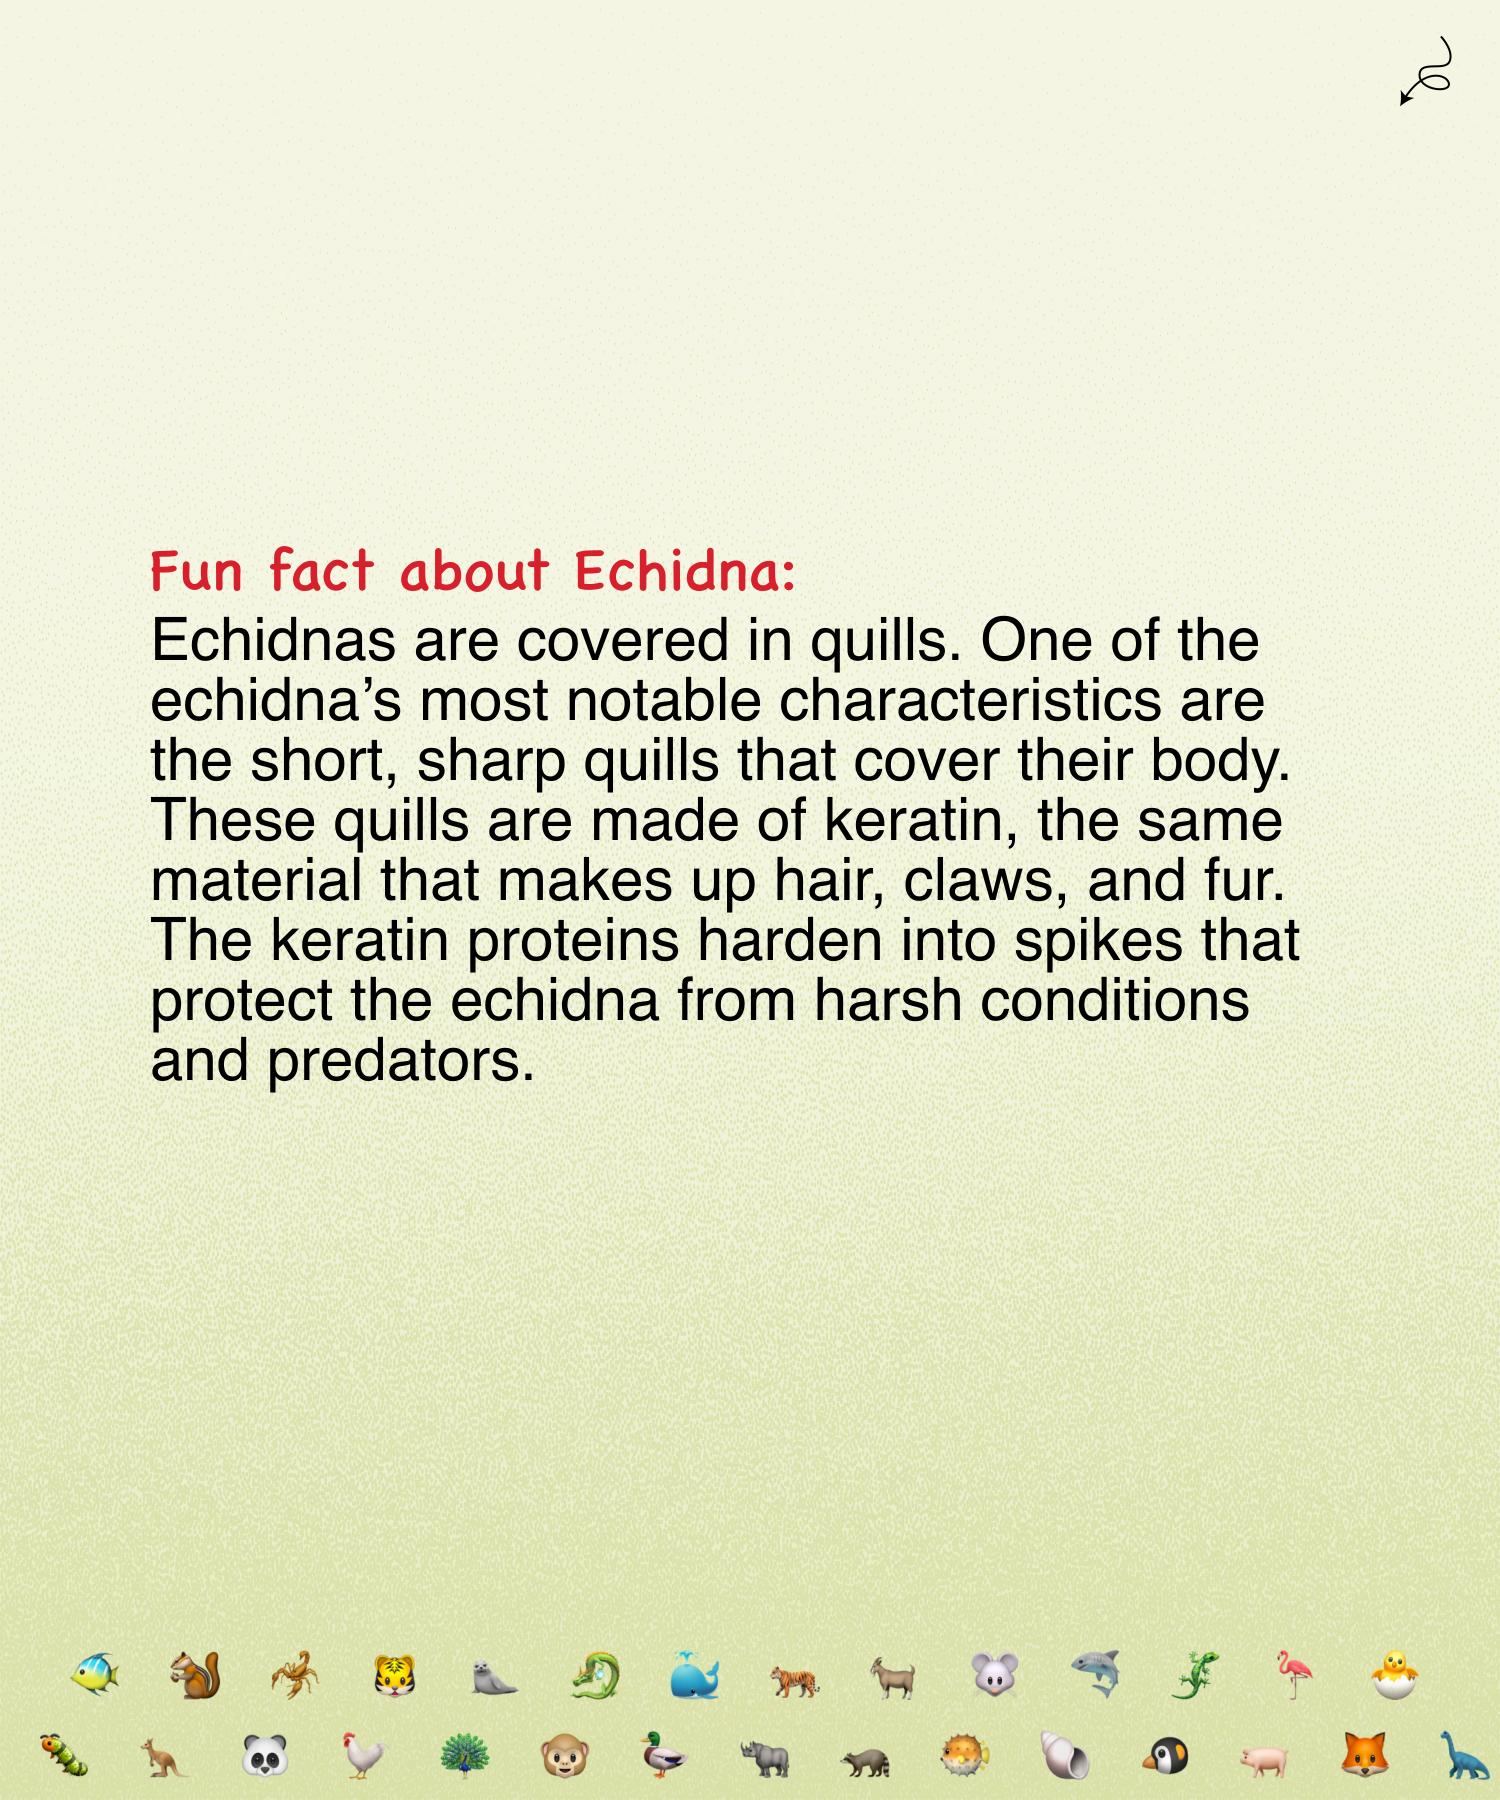 Fun fact about Echidna:
Echidnas are covered in quills. One of the
echidna’s most notable characteristics are
the short, sharp quills that cover their body.
These quills are made of keratin, the same
material that makes up hair, claws, and fur.
The keratin proteins harden into spikes that
protect the echidna from harsh conditions
and predators.